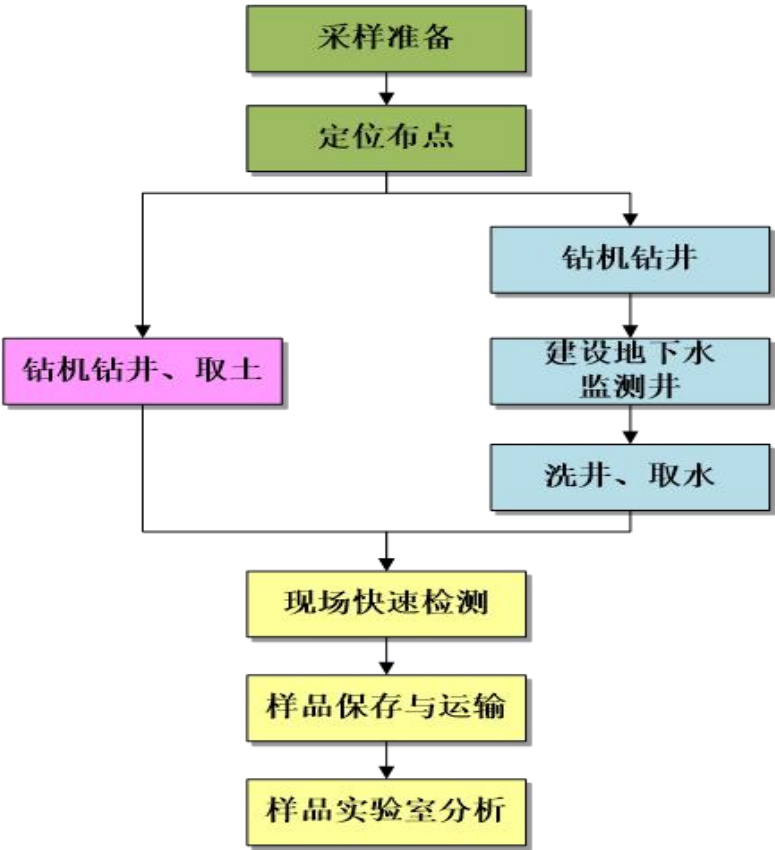 采样准备
定位布点
钻机钻井
钻机钻井、取土
建设地下水
监测井
洗井、取水
现场快速检测
样品保存与运输
样品实验室分析